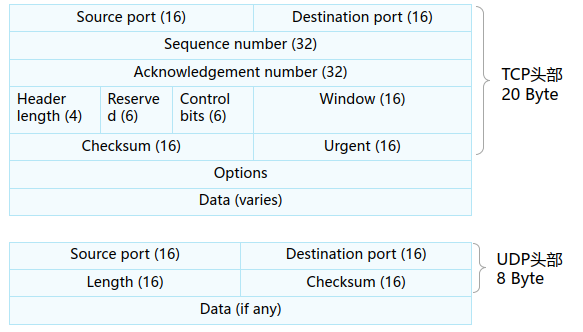 Source port (16) Destination port (16)
Sequence number (32)
Acknowledgement number (32)
TCP头部
20 Byte
Header
length (4)
Reserve
d (6)
Control
bits (6)
Window (16)
Checksum (16) Urgent (16)
Options
Data (varies)
Source port (16) Destination port (16)
Length (16) Checksum (16)
UDP头部
8 Byte
Data (if any)